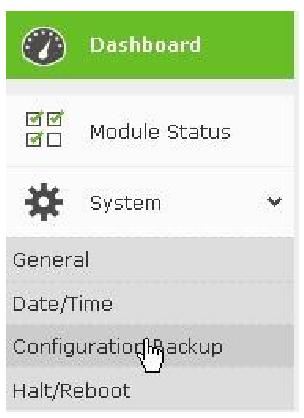 Dashboard
Module Status
System
General
Date/Time
Configuration Backup
Halt/Reboot